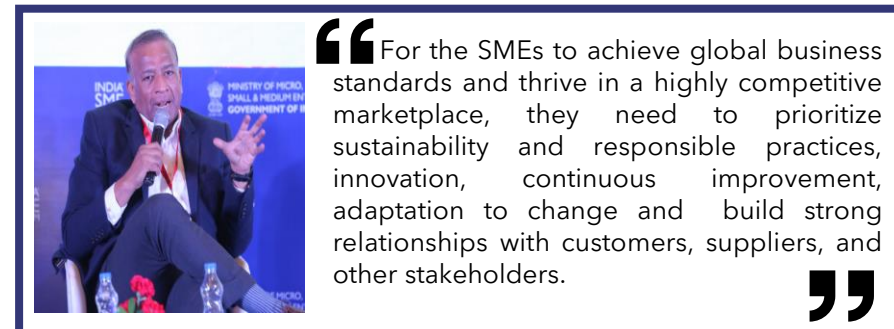 INDIA
SME
MINISTRY OF MICRO,
SMALL & MEDIUM EN
GOVERNMENT OF I
❝ For the SMEs to achieve global business
standards and thrive in a highly competitive
marketplace, they need to prioritize
sustainability and responsible practices,
innovation, continuous improvement,
adaptation to change and build strong
relationships with customers, suppliers, and
other stakeholders.
❞